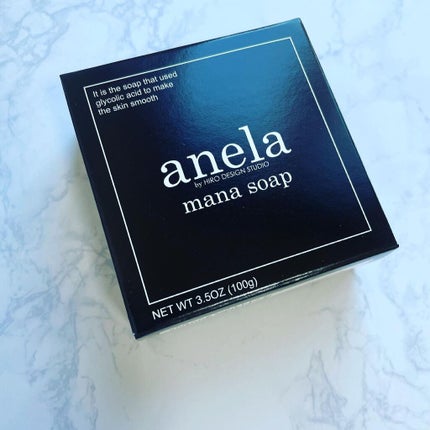 It is the soap that used
glycolic acid to make
the skin smooth
anela
by HIRO DESIGN STUDIO
mana soap
NET WT 3.5OZ (100g)